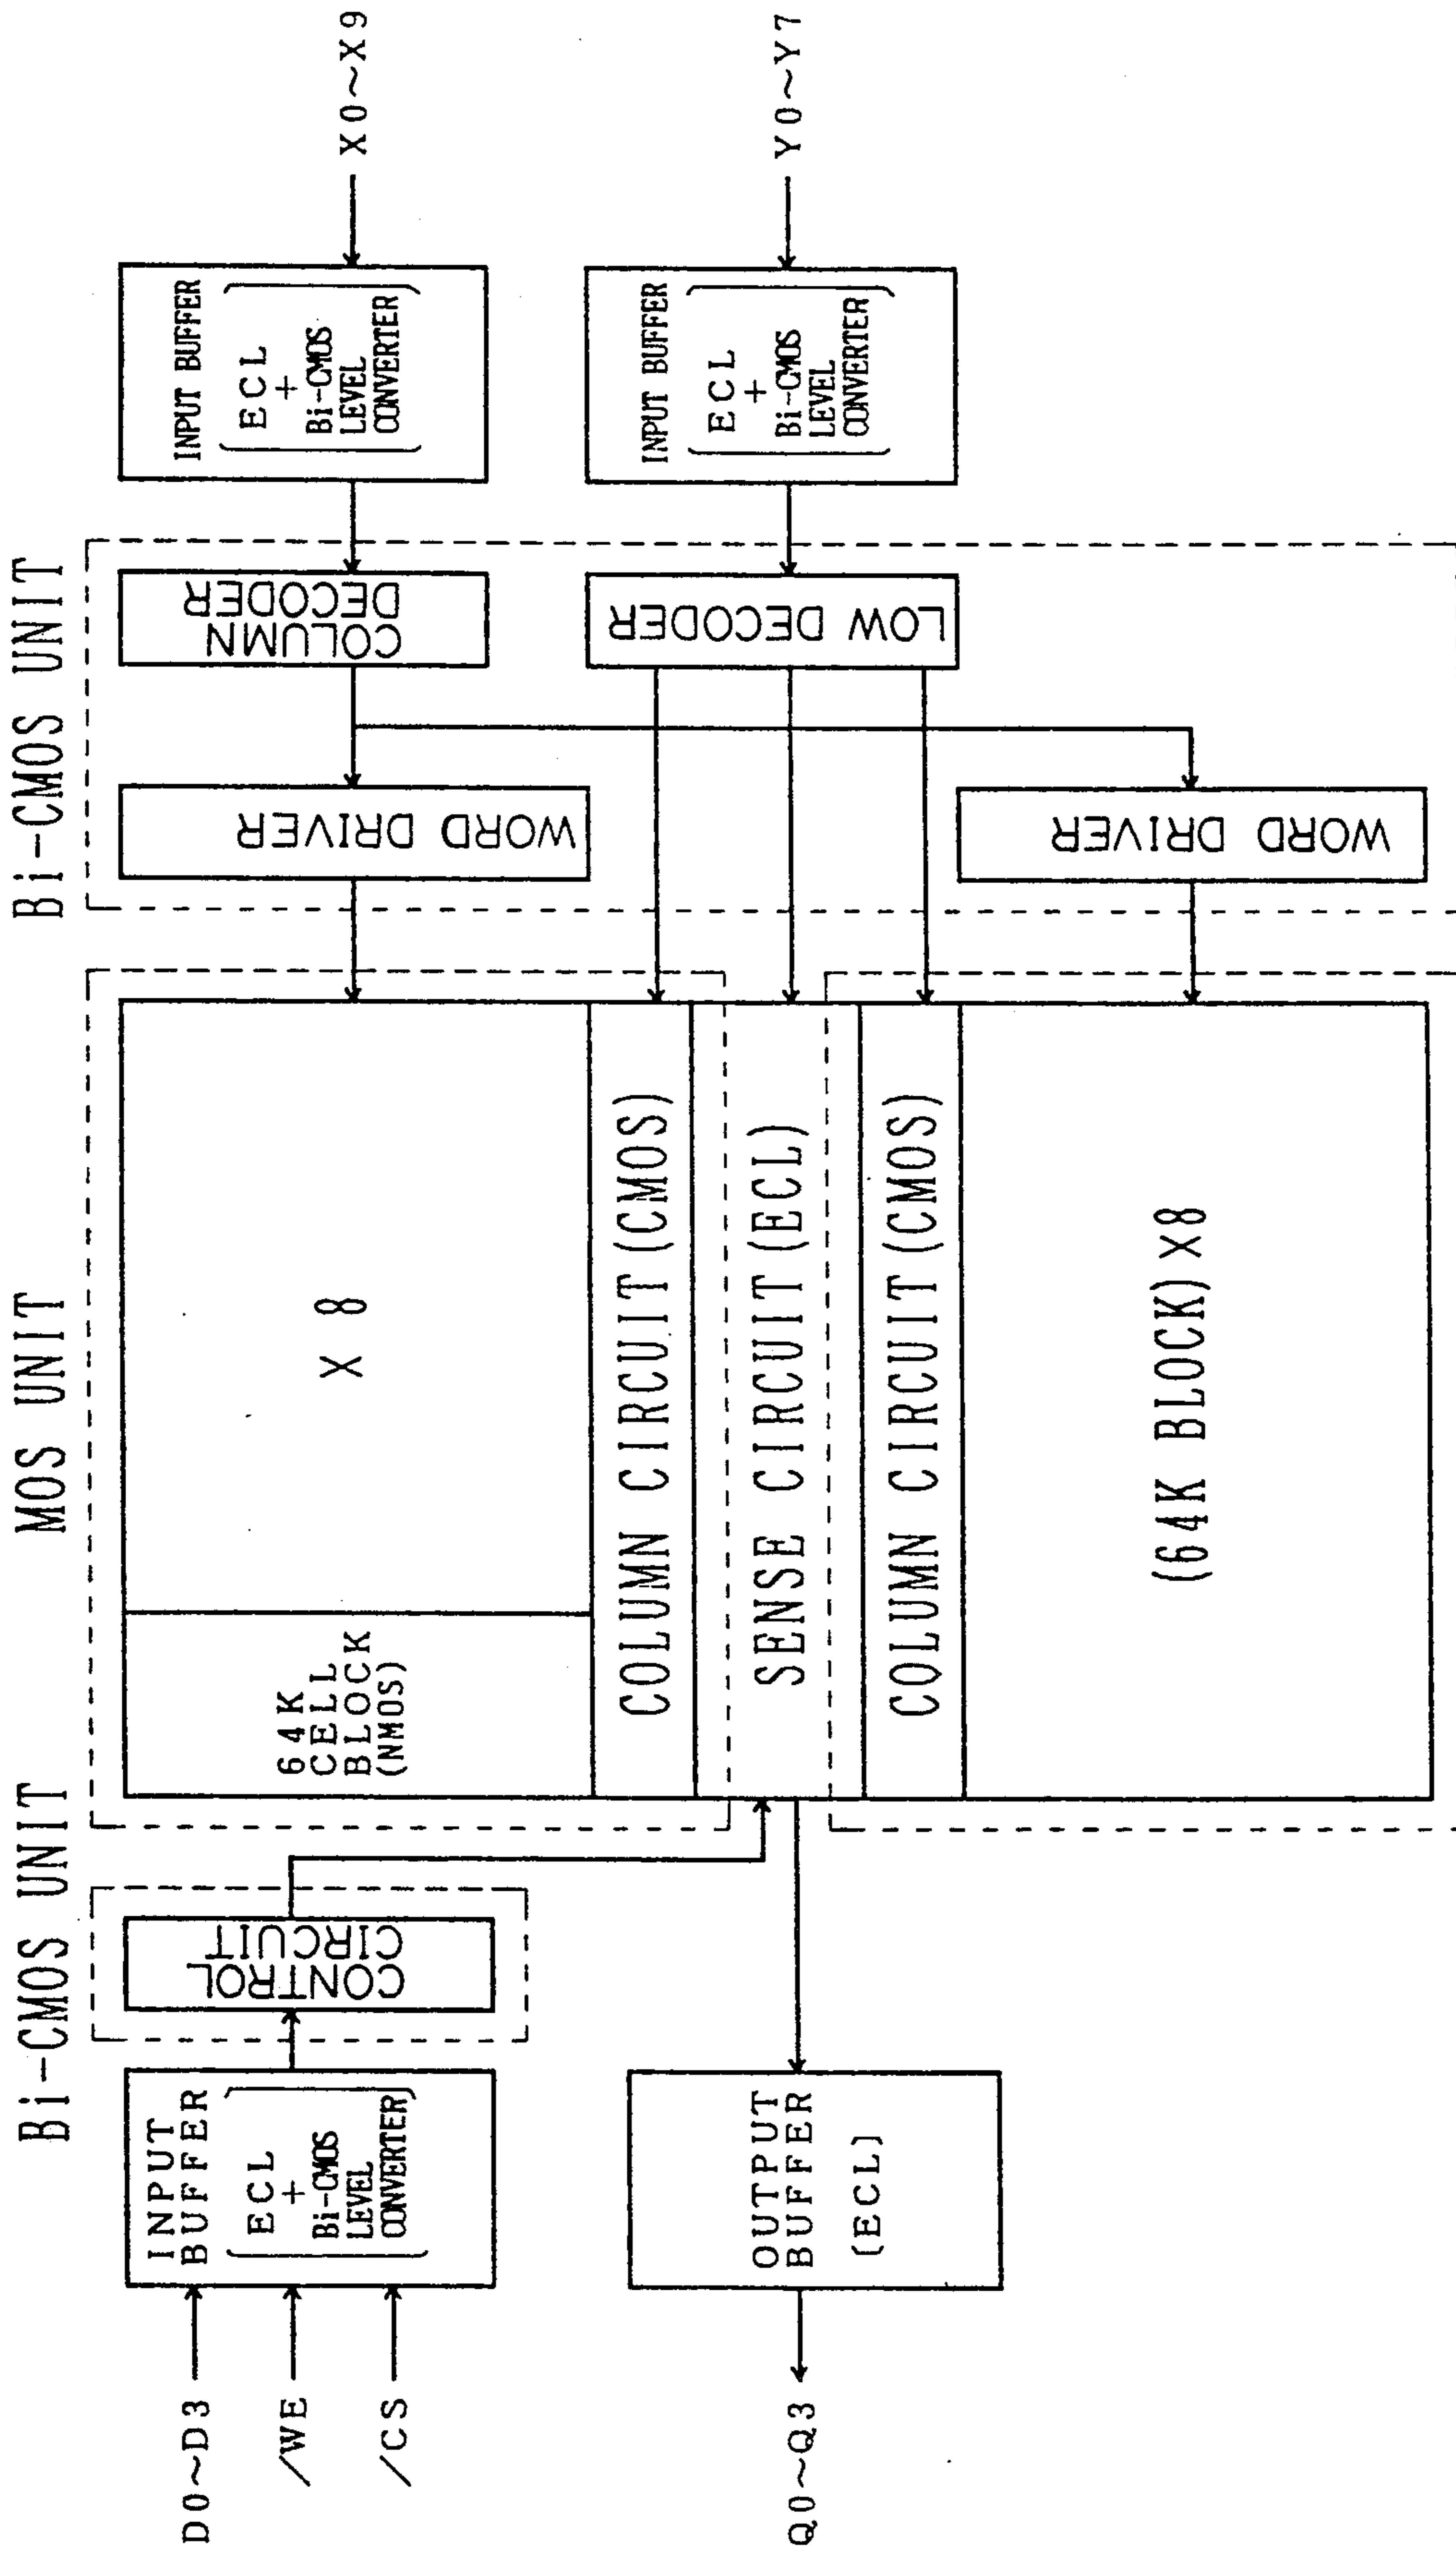 Bi-CMOS UNIT
MOS UNIT
Bi-CMOS UNIT
D0~D3
/WE
/CS
INPUT
BUFFER
(ECL
+
Bi-CMOS
LEVEL
CONVERTER)
CONTROL
CIRCUIT
64K
CELL
BLOCK
(NMOS)
X 8
WORD DRIVER
COLUMN
DECODER
INPUT BUFFER
(ECL
+
Bi-CMOS
LEVEL
CONVERTER)
X0~X9
COLUMN CIRCUIT (CMOS)
SENSE CIRCUIT (ECL)
COLUMN CIRCUIT (CMOS)
LOW DECODER
INPUT BUFFER
(ECL
+
Bi-CMOS
LEVEL
CONVERTER)
Y0~Y7
Q0~Q3
OUTPUT
BUFFER
(ECL)
(64K BLOCK) X8
WORD DRIVER